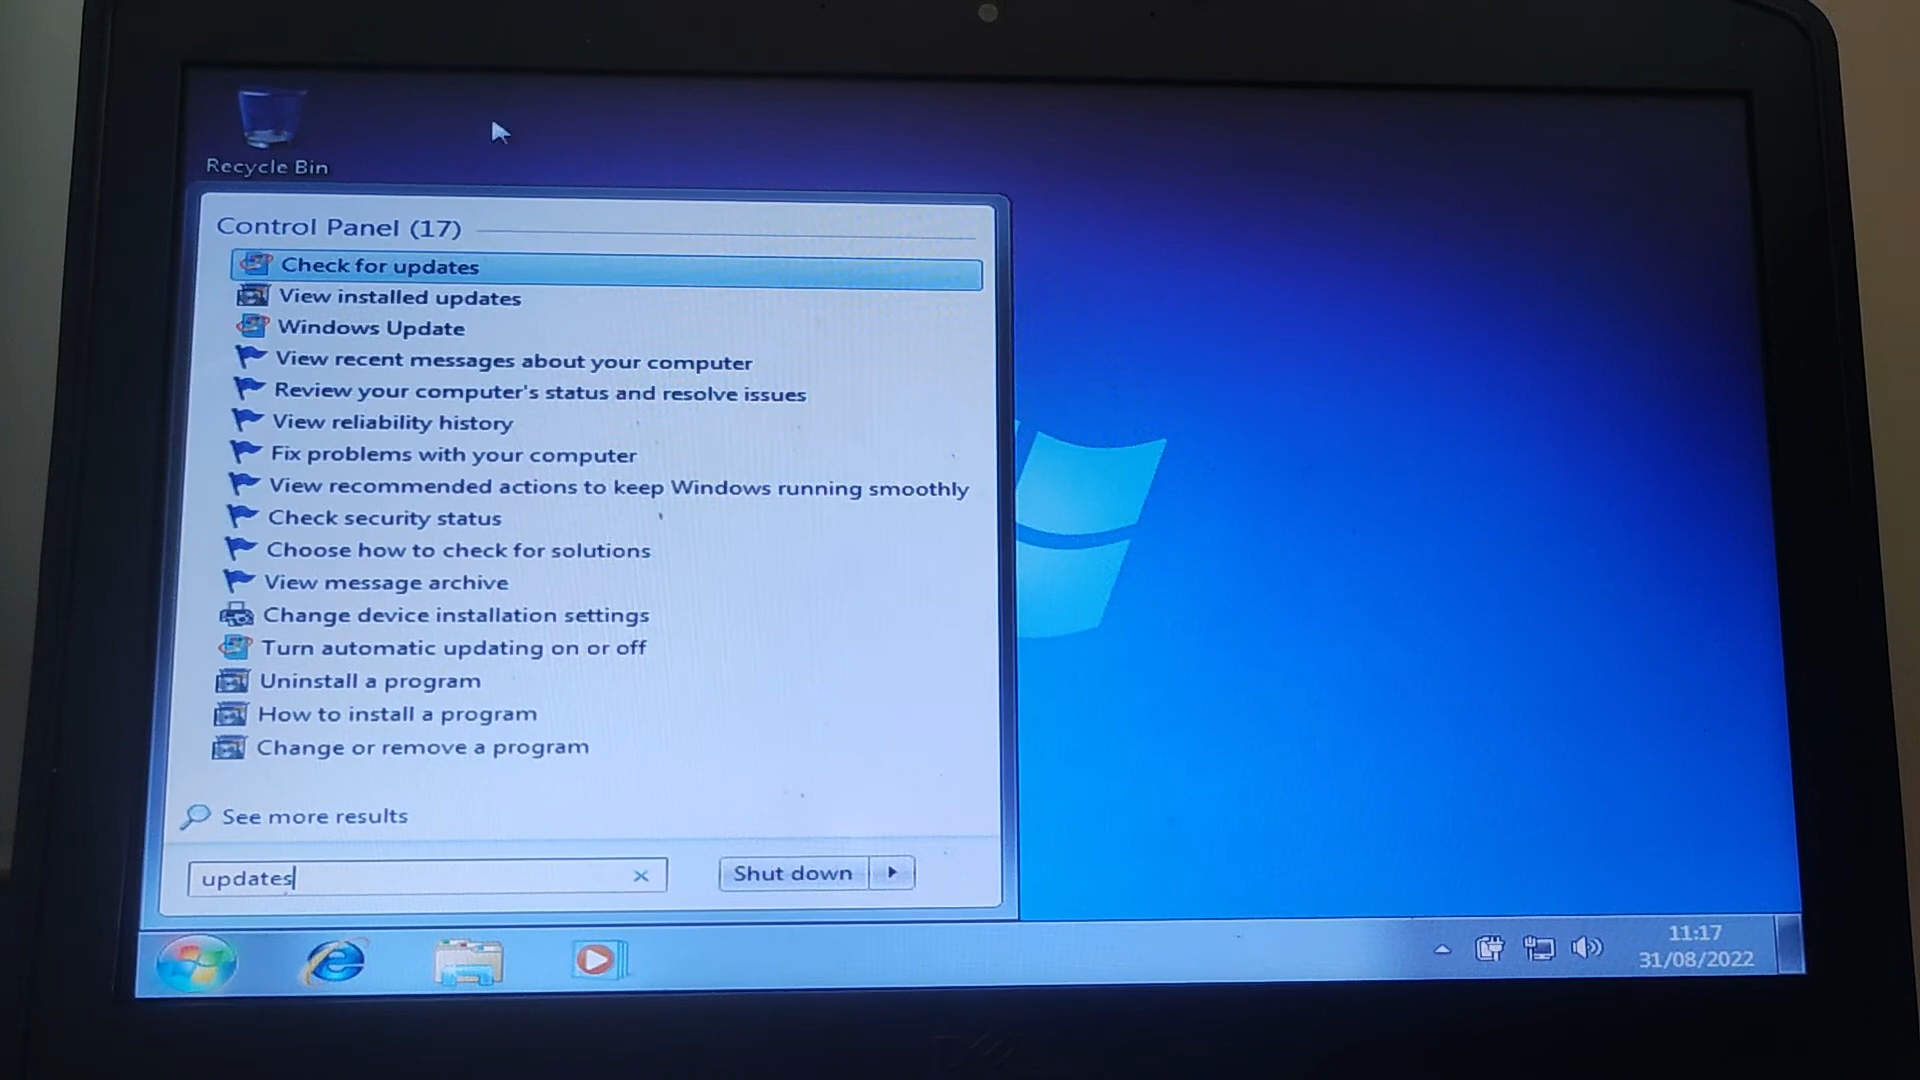 Recycle Bin
Control Panel (17)
Check for updates
View installed updates
Windows Update
View recent messages about your computer
Review your computer's status and resolve issues
View reliability history
Fix problems with your computer
View recommended actions to keep Windows running smoothly
Check security status
Choose how to check for solutions
View message archive
Change device installation settings
Turn automatic updating on or off
Uninstall a program
How to install a program
Change or remove a program
See more results
updates
Shut down
11:17
31/08/2022